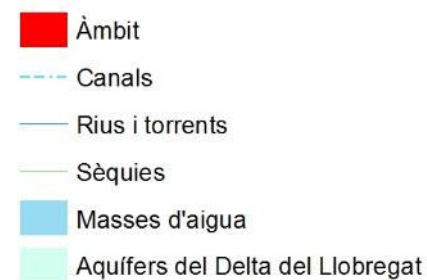 Àmbit
Canals
Rius i torrents
Sèquies
Masses d'aigua
Aqüífers del Delta del Llobregat